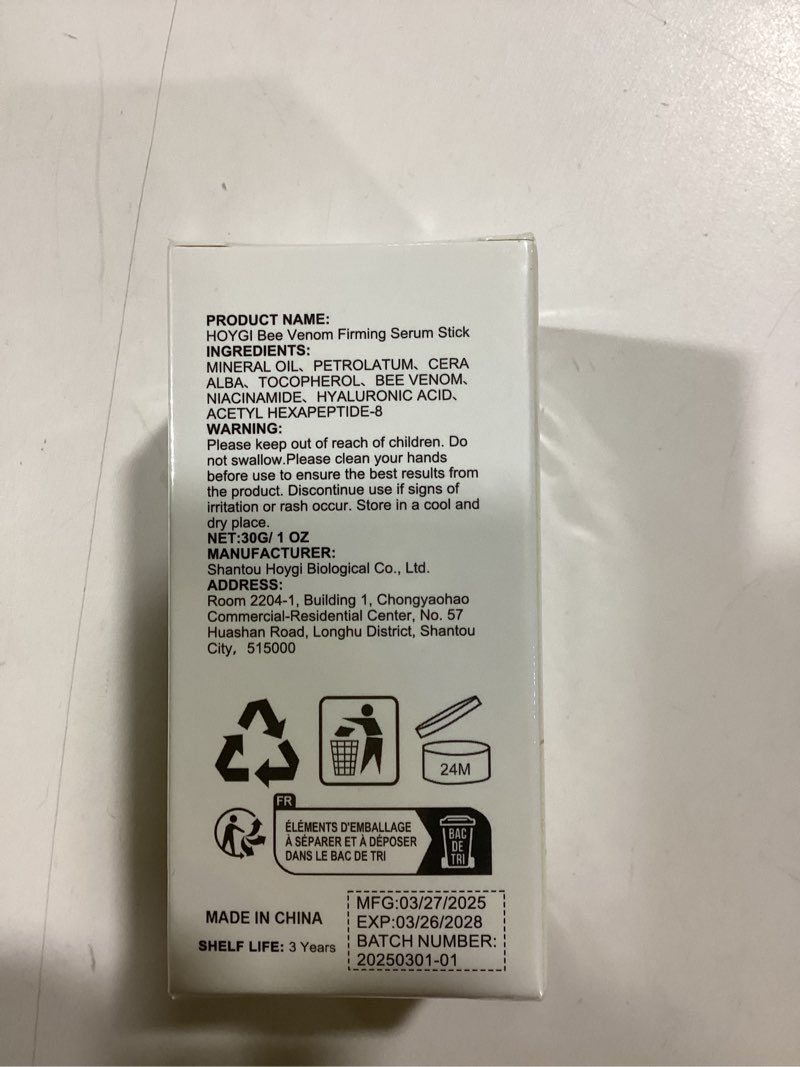 PRODUCT NAME:
HOYGI Bee Venom Firming Serum Stick
INGREDIENTS:
MINERAL OIL、PETROLATUM、CERA
ALBA、TOCOPHEROL、BEE VENOM、
NIACINAMIDE、HYALURONIC ACID、
ACETYL HEXAPEPTIDE-8
WARNING:
Please keep out of reach of children. Do
not swallow.Please clean your hands
before use to ensure the best results from
the product. Discontinue use if signs of
irritation or rash occur. Store in a cool and
dry place.
NET:30G/ 1 OZ
MANUFACTURER:
Shantou Hoygi Biological Co., Ltd.
ADDRESS:
Room 2204-1, Building 1, Chongyaohao
Commercial-Residential Center, No. 57
Huashan Road, Longhu District, Shantou
City，515000
24M
FR
ÉLÉMENTS D'EMBALLAGE
À SÉPARER ET À DÉPOSER
DANS LE BAC DE TRI
BAC
DE
TRI
MADE IN CHINA
SHELF LIFE: 3 Years
MFG:03/27/2025
EXP:03/26/2028
BATCH NUMBER:
20250301-01